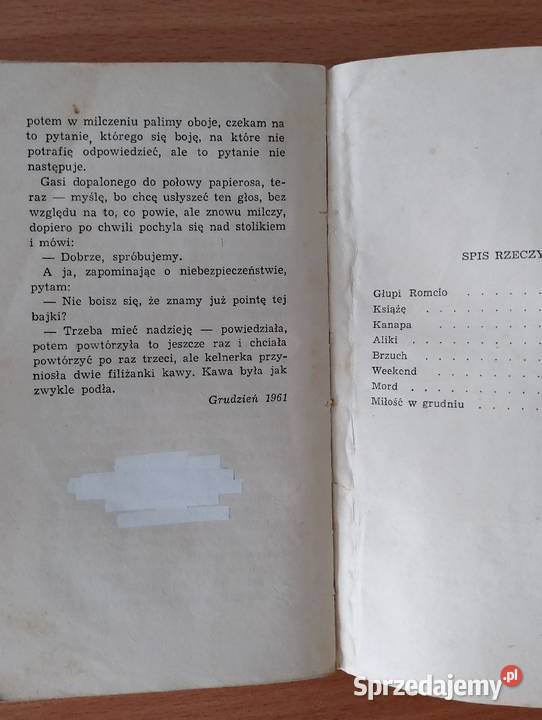 potem w milczeniu palimy oboje, czekam na
to pytanie, którego się boję, na które nie
potrafię odpowiedzieć, ale to pytanie nie
następuje.
Gasi dopalonego do połowy papierosa, te-
raz — myślę, bo chcę usłyszeć ten głos, bez
względu na to, co powie, ale znowu milczy,
dopiero po chwili pochyla się nad stolikiem
i mówi:
— Dobrze, spróbujemy.
A ja, zapominając o niebezpieczeństwie,
pytam:
— Nie boisz się, że znamy już pointę tej
bajki?
— Trzeba mieć nadzieję — powiedziała,
potem powtórzyła to jeszcze raz i chciała
powtórzyć po raz trzeci, ale kelnerka przy-
niosła dwie filiżanki kawy. Kawa była jak
zwykle podła.
Grudzień 1961
SPIS RZECZY
Głupi Romcio . . . . . .
Książę . . . . . . . .
Kanapa . . . . . . . .
Aliki . . . . . . . . .
Brzuch . . . . . . . .
Weekend . . . . . . .
Mord . . . . . . . . .
Miłość w grudniu . . . . .
Sprzedajemy.pl